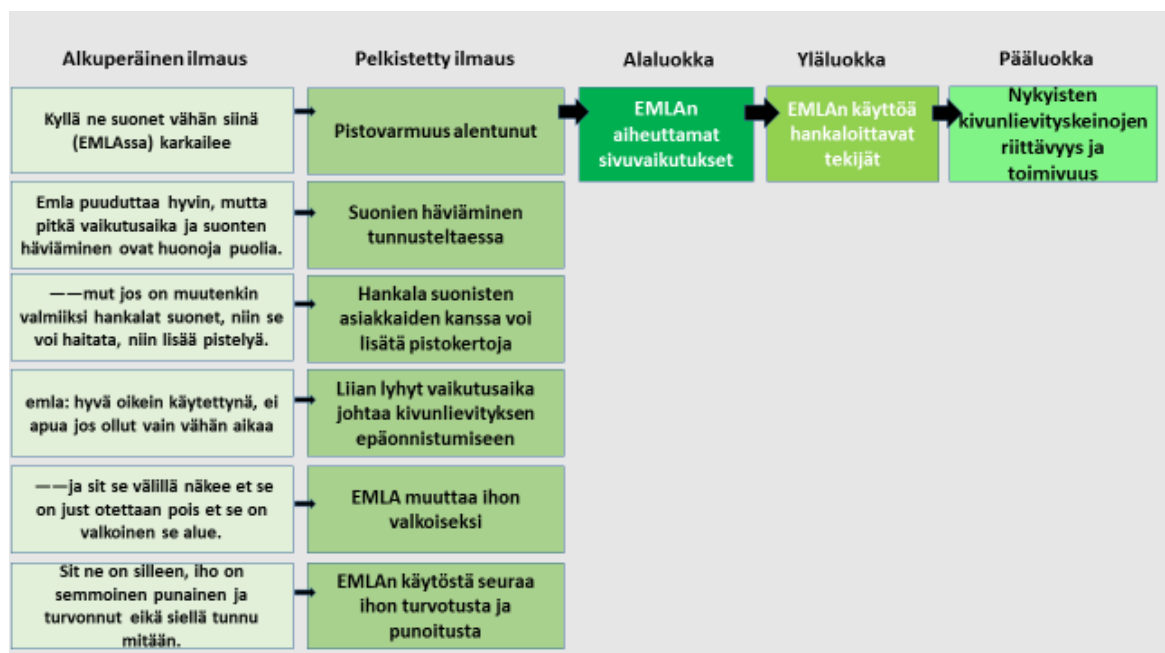 Alkuperäinen ilmaus
Pelkistetty ilmaus
Alaluokka
Yläluokka
Pääluokka
Kyllä ne suonet vähän siinä
(EMLAssa) karkailee
Pistovarmuus alentunut
EMLAn
aiheuttamat
sivuvaikutukset
EMLAn käyttöä
hankaloittavat
tekijät
Nykyisten
kivunlievityskeinojen
riittävyys ja
toimivuus
Emla puuduttaa hyvin, mutta
pitkä vaikutusaika ja suonten
häviäminen ovat huonoja puolia.
Suonien häviäminen
tunnusteltaessa
——mut jos on muutenkin
valmiiksi hankalat suonet, niin se
voi haitata, niin lisää pistelyä.
Hankala suonisten
asiakkaiden kanssa voi
lisätä pistokertoja
emla: hyvä oikein käytettynä, ei
apua jos ollut vain vähän aikaa
Liian lyhyt vaikutusaika
johtaa kivunlievityksen
epäonnistumiseen
——ja sit se välillä näkee et se
on just otettaan pois et se on
valkoinen se alue.
EMLA muuttaa ihon
valkoiseksi
Sit ne on silleen, iho on
semmoinen punainen ja
turvonnut eikä siellä tunnu
mitään.
EMLAn käytöstä seuraa
ihon turvotusta ja
punoitusta